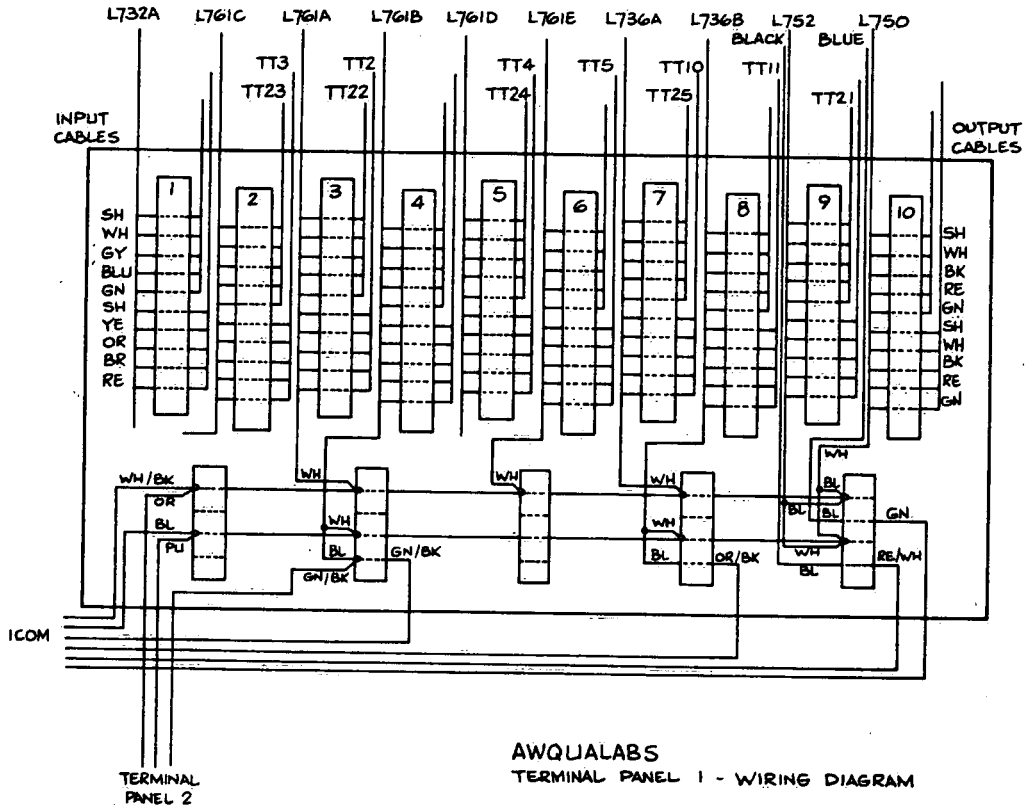 L732A L761C L761A L761B L761D L761E L736A L736B L752 L750
BLACK BLUE
TT3 TT2 TT4 TT5 TT10 TT11
TT23 TT22 TT24 TT25 TT21
INPUT
CABLES
OUTPUT
CABLES
1 2 3 4 5 6 7 8 9 10
SH
WH
GY
BLU
GN
SH
YE
OR
BR
RE
SH
WH
BK
RE
GN
SH
WH
BK
RE
GN
WH/BK
OR
BL
PU
WH
WH
BL
GN/BK
GN/BK
WH
WH
WH
BL
OR/BK
WH
BL
BL
BL
GN
WH
BL
RE/WH
ICOM
TERMINAL
PANEL 2
AWQUALABS
TERMINAL PANEL 1 - WIRING DIAGRAM